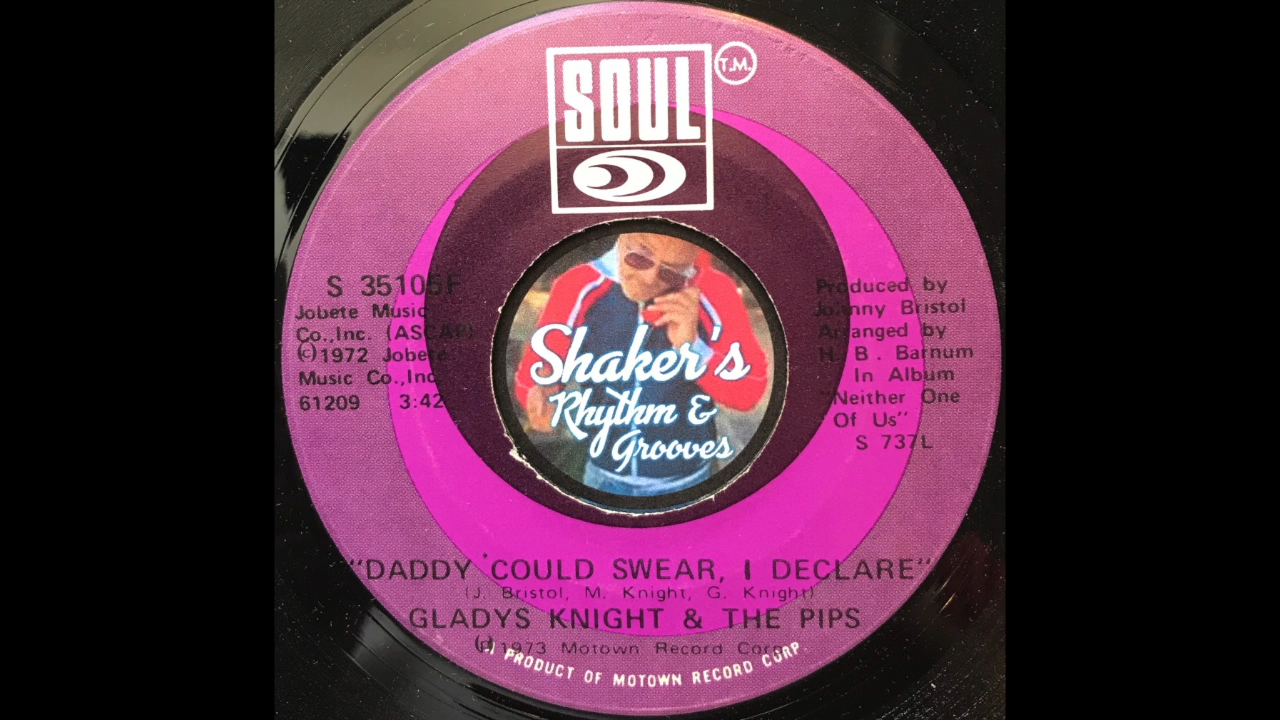 SOUL
T.M.
S 35105F
Jobete Music
Co.,Inc. (ASCAP)
(c)1972 Jobete
Music Co.,Inc
61209 3:42
Produced by
Johnny Bristol
Arranged by
H. B. Barnum
In Album
"Neither One
Of Us"
S 737L
Shaker's
Rhythm &
Grooves
"DADDY COULD SWEAR, I DECLARE"
(J. Bristol, M. Knight, G. Knight)
GLADYS KNIGHT & THE PIPS
(P) 1973 Motown Record Corp.
PRODUCT OF MOTOWN RECORD CORP